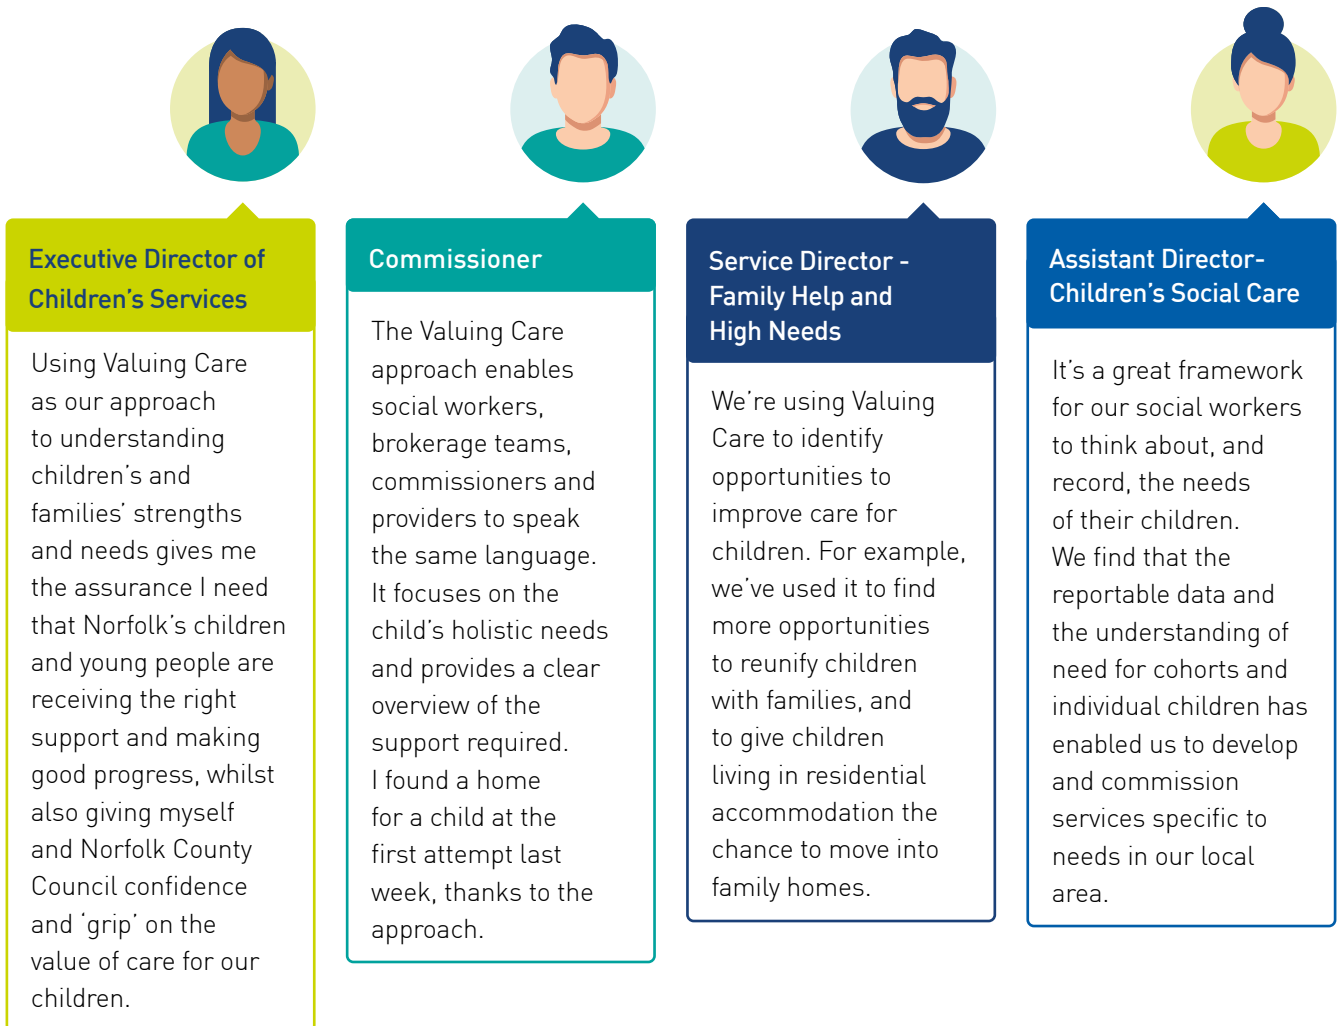 Executive Director of
Children’s Services
Using Valuing Care
as our approach
to understanding
children’s and
families’ strengths
and needs gives me
the assurance I need
that Norfolk’s children
and young people are
receiving the right
support and making
good progress, whilst
also giving myself
and Norfolk County
Council confidence
and ‘grip’ on the
value of care for our
children.
Commissioner
The Valuing Care
approach enables
social workers,
brokerage teams,
commissioners and
providers to speak
the same language.
It focuses on the
child’s holistic needs
and provides a clear
overview of the
support required.
I found a home
for a child at the
first attempt last
week, thanks to the
approach.
Service Director -
Family Help and
High Needs
We’re using Valuing
Care to identify
opportunities to
improve care for
children. For example,
we’ve used it to find
more opportunities
to reunify children
with families, and
to give children
living in residential
accommodation the
chance to move into
family homes.
Assistant Director-
Children’s Social Care
It’s a great framework
for our social workers
to think about, and
record, the needs
of their children.
We find that the
reportable data and
the understanding of
need for cohorts and
individual children has
enabled us to develop
and commission
services specific to
needs in our local
area.